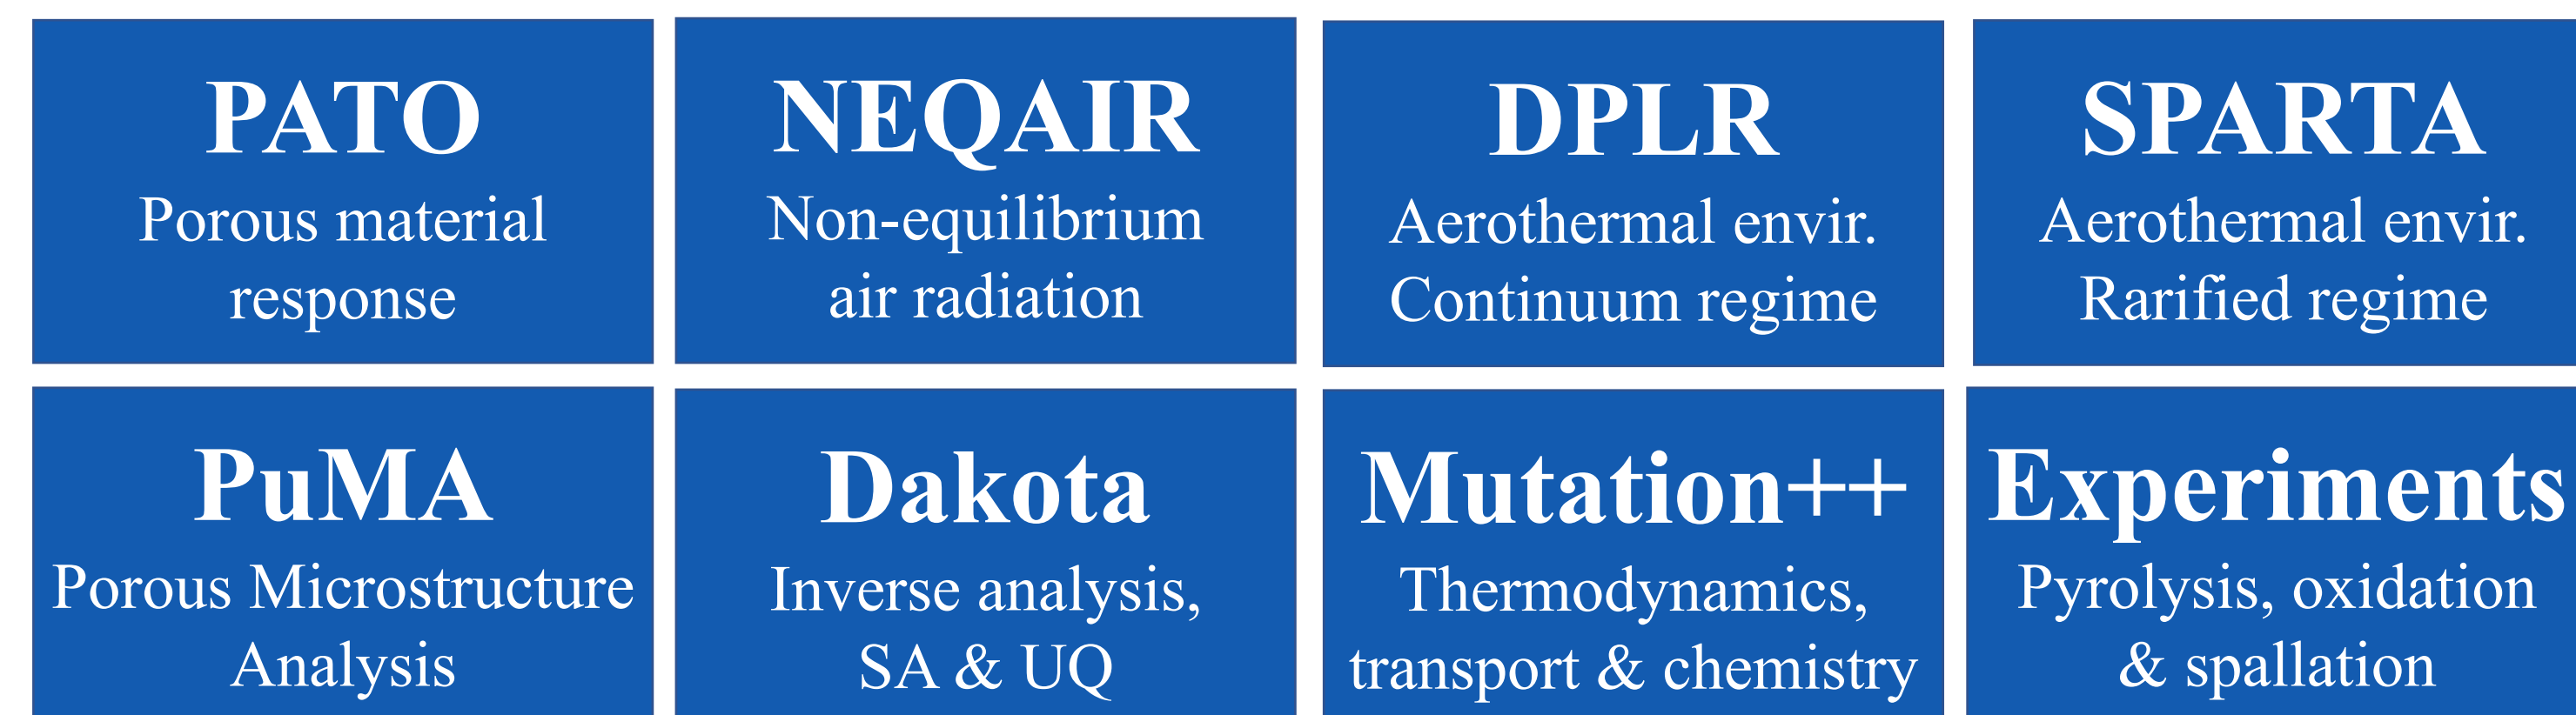 PATO
Porous material
response
NEQAIR
Non-equilibrium
air radiation
DPLR
Aerothermal envir.
Continuum regime
SPARTA
Aerothermal envir.
Rarified regime
PuMA
Porous Microstructure
Analysis
Dakota
Inverse analysis,
SA & UQ
Mutation++
Thermodynamics,
transport & chemistry
Experiments
Pyrolysis, oxidation
& spallation